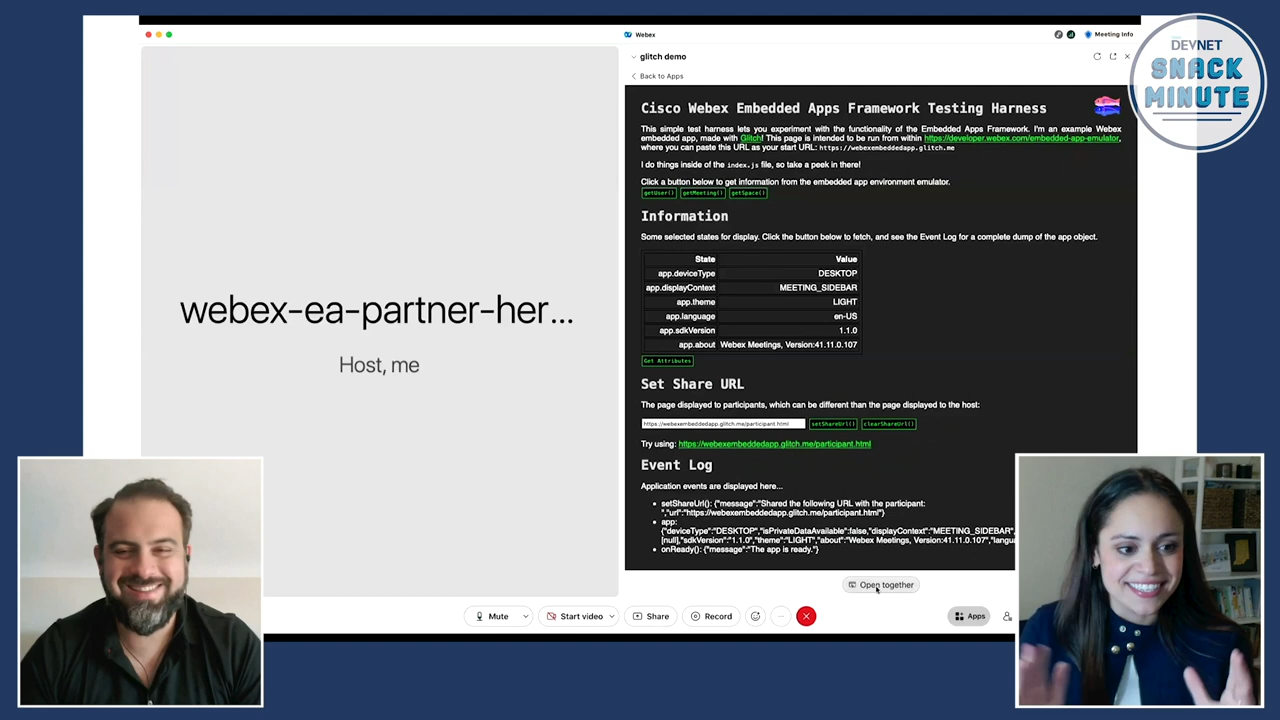 Webex
Meeting Info
DEVNET
SNACK
MINUTE
glitch demo
Back to Apps
Cisco Webex Embedded Apps Framework Testing Harness
This simple test harness lets you experiment with the functionality of the Embedded Apps Framework. I'm an example Webex
embedded app, made with Glitch! This page is intended to be run from within https://developer.webex.com/embedded-app-emulator,
where you can paste this URL as your start URL: https://webexembeddedapp.glitch.me
I do things inside of the index.js file, so take a peek in there!
Click a button below to get information from the embedded app environment emulator.
getUser() getMeeting() getSpace()
Information
Some selected states for display. Click the button below to fetch, and see the Event Log for a complete dump of the app object.
State Value
app.deviceType DESKTOP
app.displayContext MEETING_SIDEBAR
app.theme LIGHT
app.language en-US
app.sdkVersion 1.1.0
app.about Webex Meetings, Version:41.11.0.107
Get Attributes
webex-ea-partner-her...
Host, me
Set Share URL
The page displayed to participants, which can be different than the page displayed to the host:
https://webexembeddedapp.glitch.me/participant.html setShareUrl() clearShareUrl()
Try using: https://webexembeddedapp.glitch.me/participant.html
Event Log
Application events are displayed here...
setShareUrl(): {"message":"Shared the following URL with the participant:
","url":"https://webexembeddedapp.glitch.me/participant.html"}
app:
{"deviceType":"DESKTOP","isPrivateDataAvailable":false,"displayContext":"MEETING_SIDEBAR",
[null],"sdkVersion":"1.1.0","theme":"LIGHT","about":"Webex Meetings, Version:41.11.0.107","langua
onReady(): {"message":"The app is ready."}
Open together
Mute Start video Share Record Apps